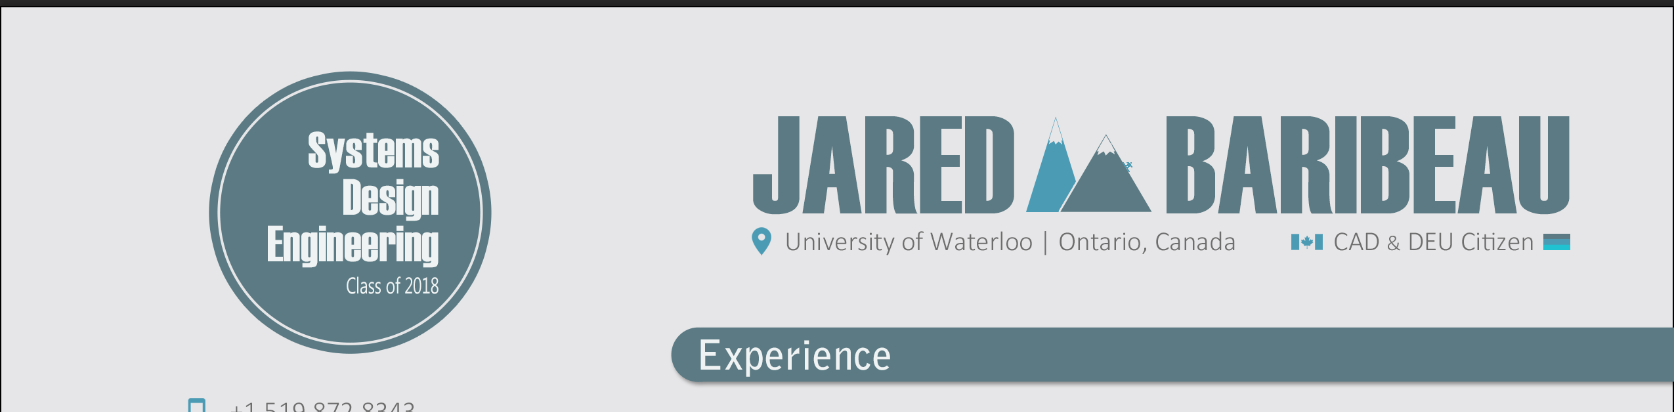 Systems
Design
Engineering
Class of 2018
JARED BARIBEAU
University of Waterloo | Ontario, Canada
CAD & DEU Citizen
Experience
+1 519 872 8343